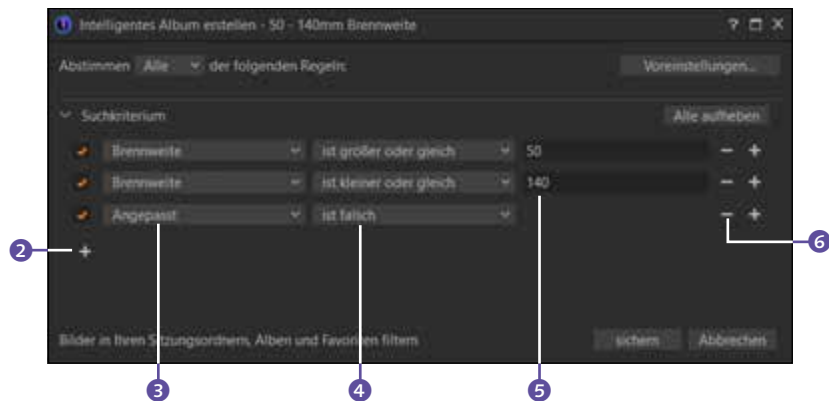 Intelligentes Album erstellen - 50 - 140mm Brennweite ?
Abstimmen Alle der folgenden Regeln: Voreinstellungen...
Suchkriterium Alle aufheben
Brennweite ist größer oder gleich 50 − +
Brennweite ist kleiner oder gleich 140 − +
Angepasst ist falsch − +
6
2 +
Bilder in Ihren Sitzungsordnern, Alben und Favoriten filtern sichern Abbrechen
3 4 5